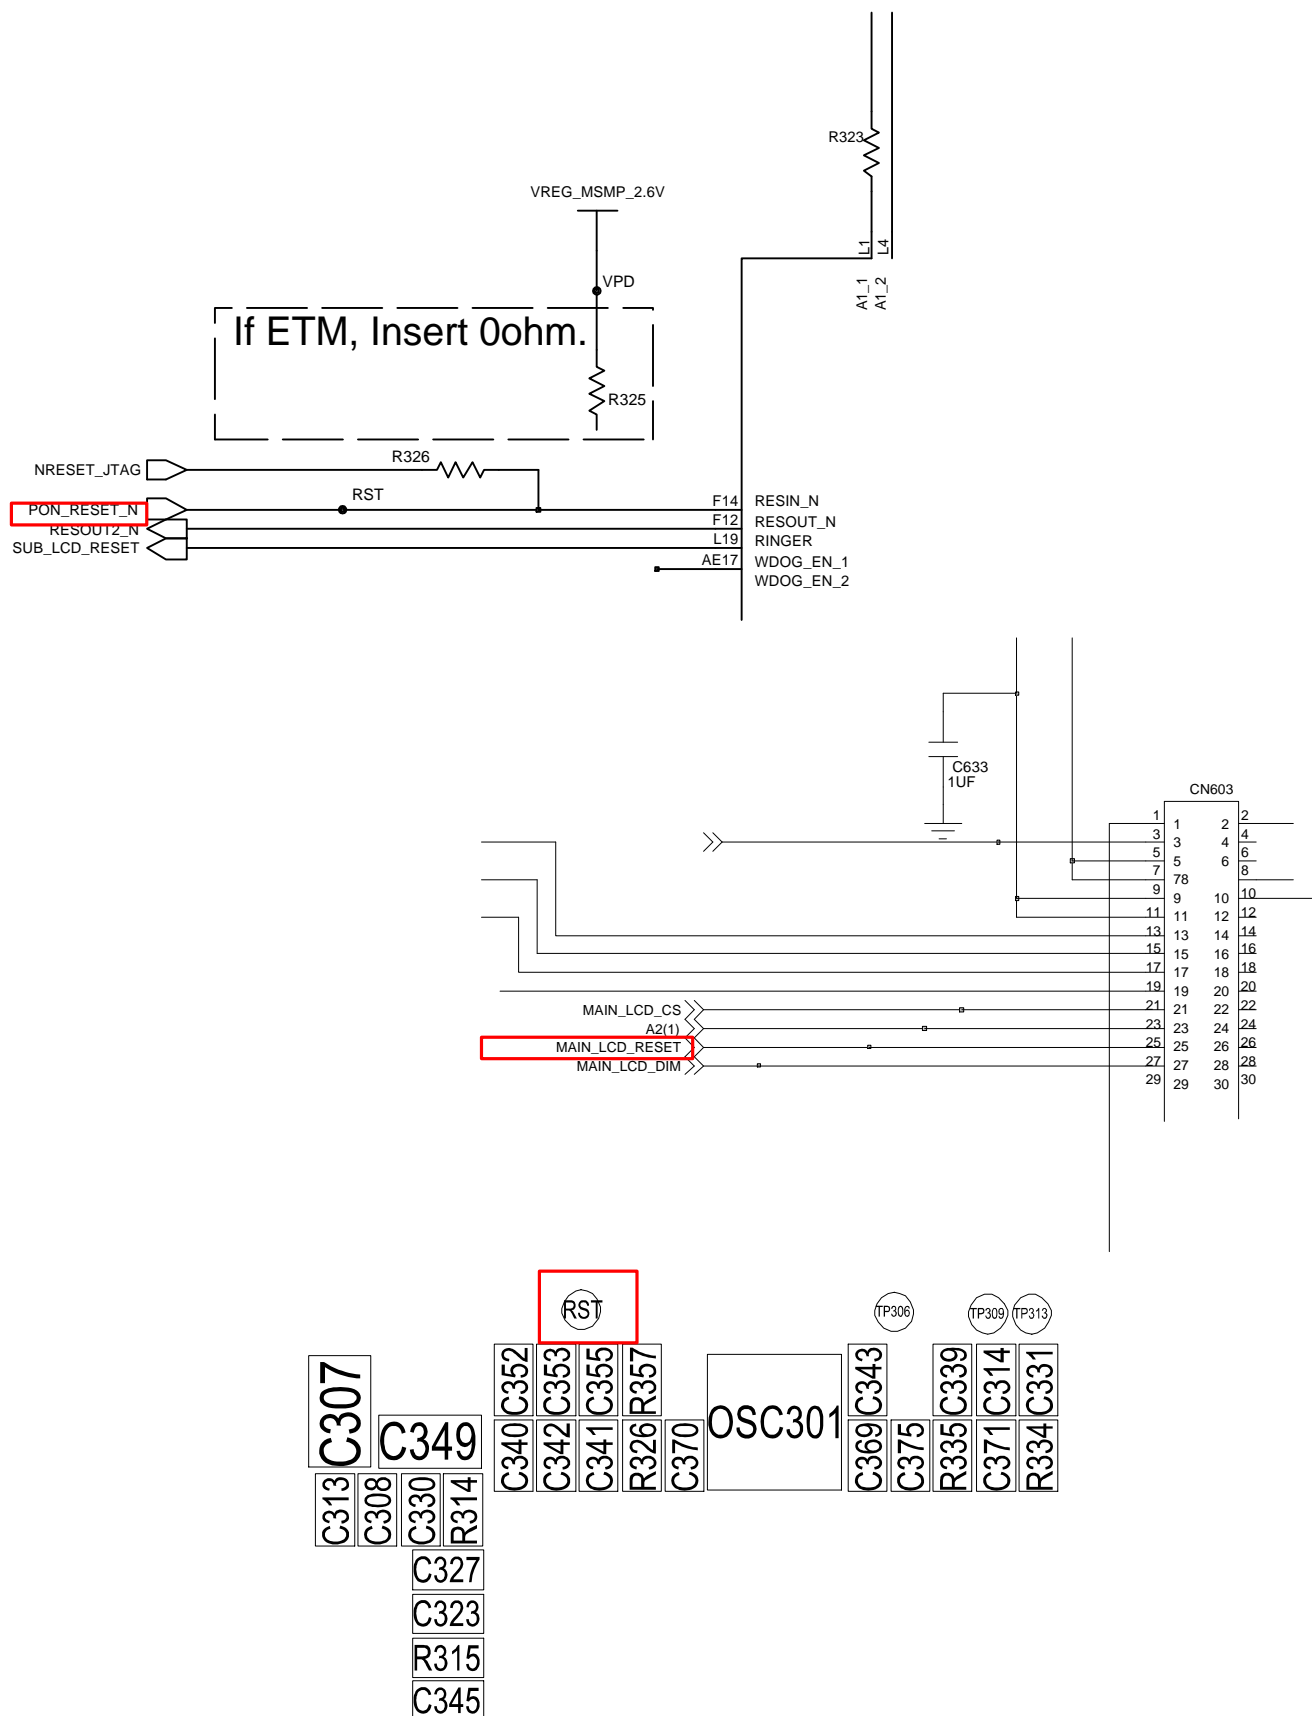 R323
VREG_MSMP_2.6V
L1
L4
VPD
A1_1
A1_2
If ETM, Insert 0ohm.
R325
R326
NRESET_JTAG
RST
PON_RESET_N
F14 RESIN_N
RESOUT2_N
F12 RESOUT_N
SUB_LCD_RESET
L19 RINGER
AE17 WDOG_EN_1
WDOG_EN_2
C633
1UF
CN603
1 1 2 2
3 3 4 4
5 5 6 6
7 78 8
9 9 10 10
11 11 12 12
13 13 14 14
15 15 16 16
17 17 18 18
19 19 20 20
MAIN_LCD_CS 21 21 22 22
A2(1) 23 23 24 24
MAIN_LCD_RESET 25 25 26 26
MAIN_LCD_DIM 27 27 28 28
29 29 30 30
RST TP306 TP309 TP313
C352 C353 C355 R357 C343 C339 C314 C331
C307 C349 OSC301
C340 C342 C341 R326 C370 C369 C375 R335 C371 R334
C313 C308 C330 R314
C327
C323
R315
C345